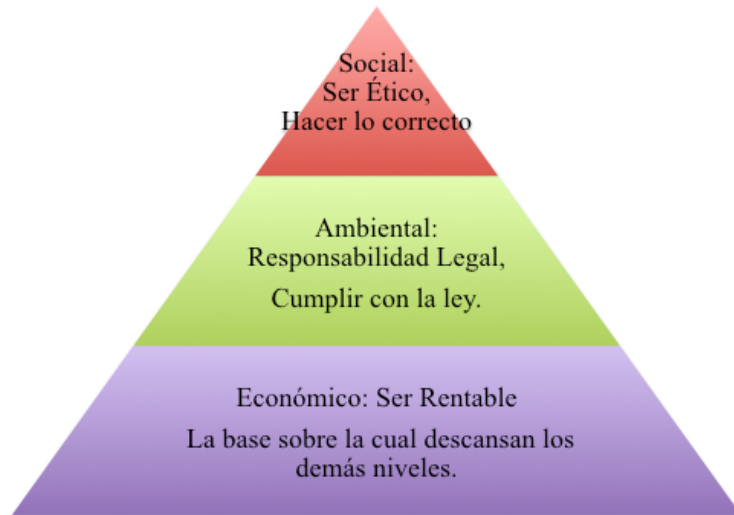 Social:
Ser Ético,
Hacer lo correcto
Ambiental:
Responsabilidad Legal,
Cumplir con la ley.
Económico: Ser Rentable
La base sobre la cual descansan los
demás niveles.